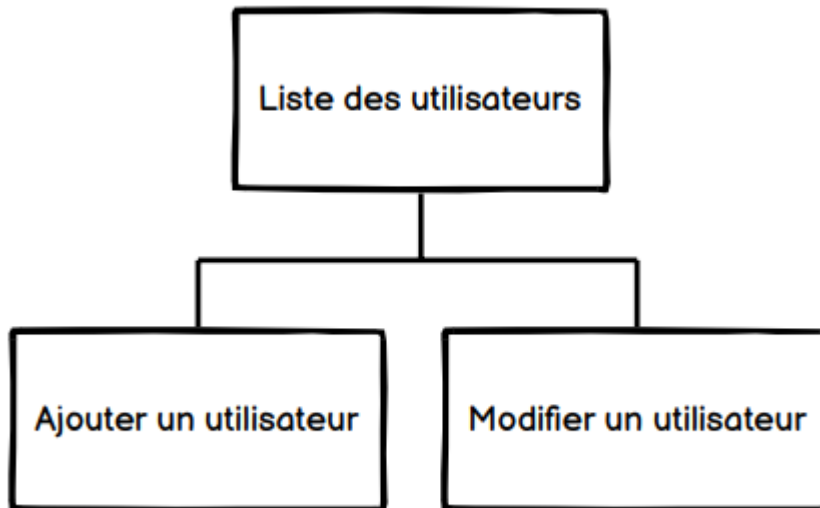 Liste des utilisateurs
Ajouter un utilisateur
Modifier un utilisateur